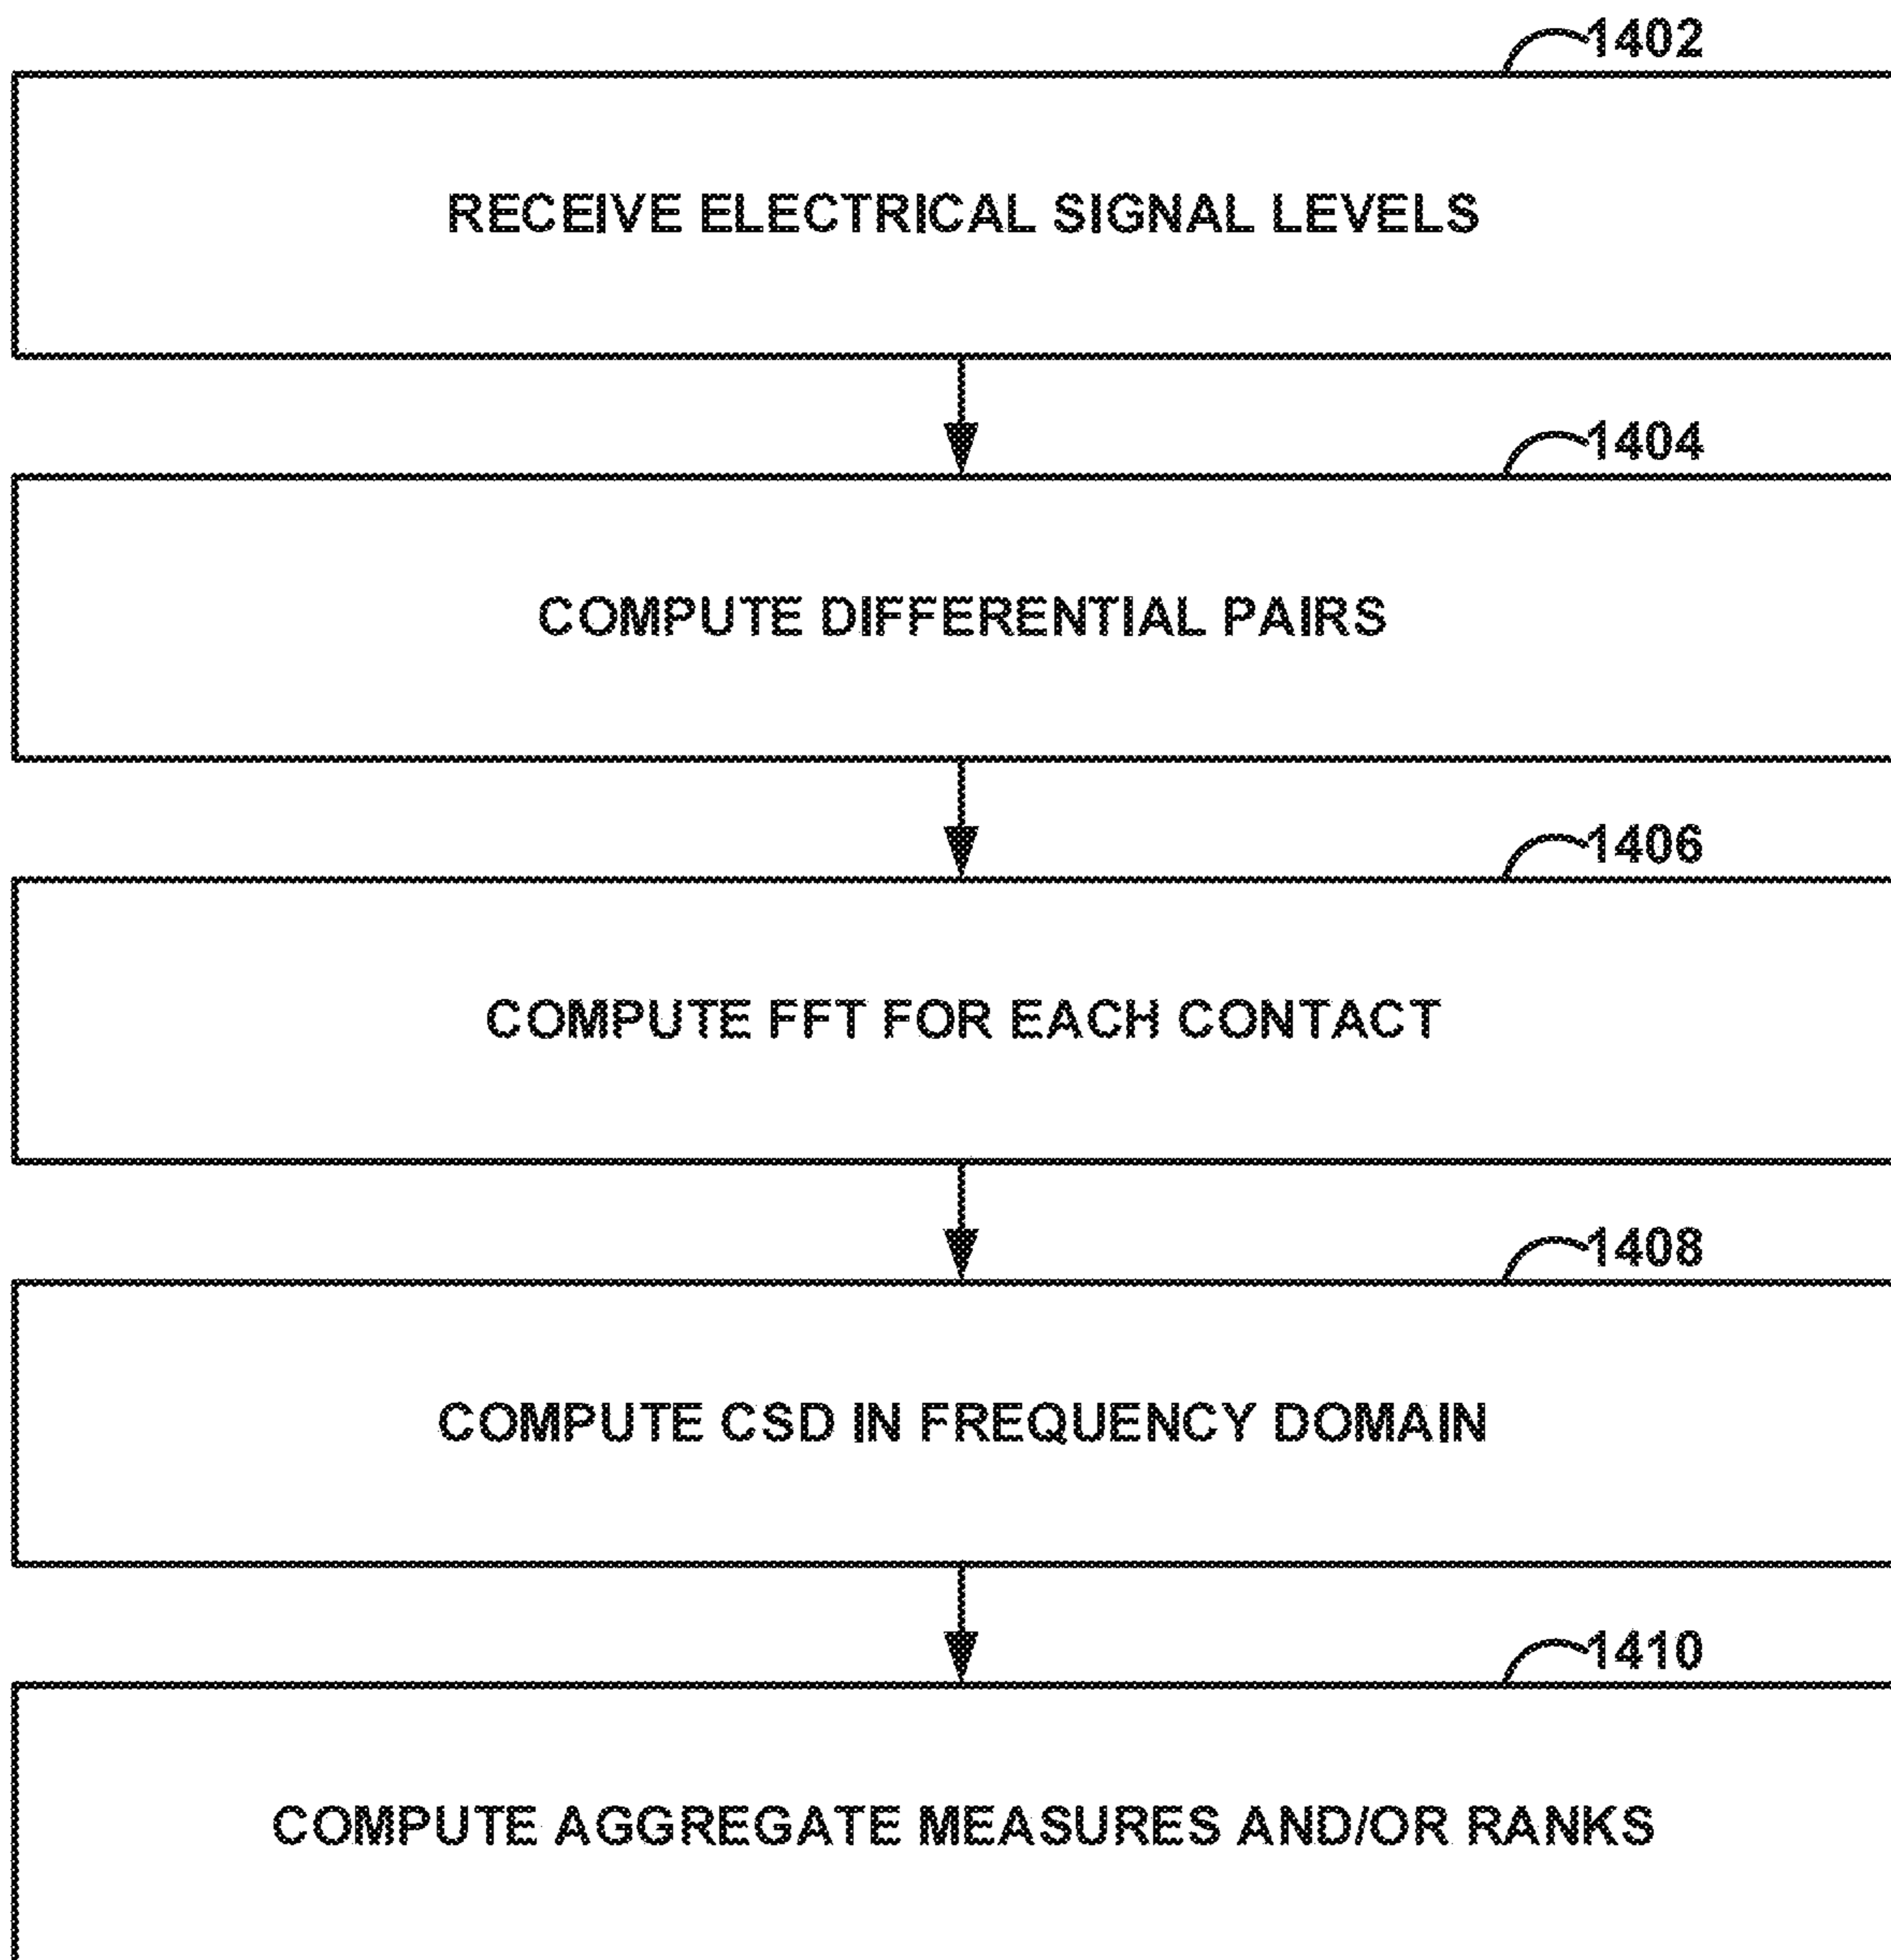 1402
RECEIVE ELECTRICAL SIGNAL LEVELS
1404
COMPUTE DIFFERENTIAL PAIRS
1406
COMPUTE FFT FOR EACH CONTACT
1408
COMPUTE CSD IN FREQUENCY DOMAIN
1410
COMPUTE AGGREGATE MEASURES AND/OR RANKS